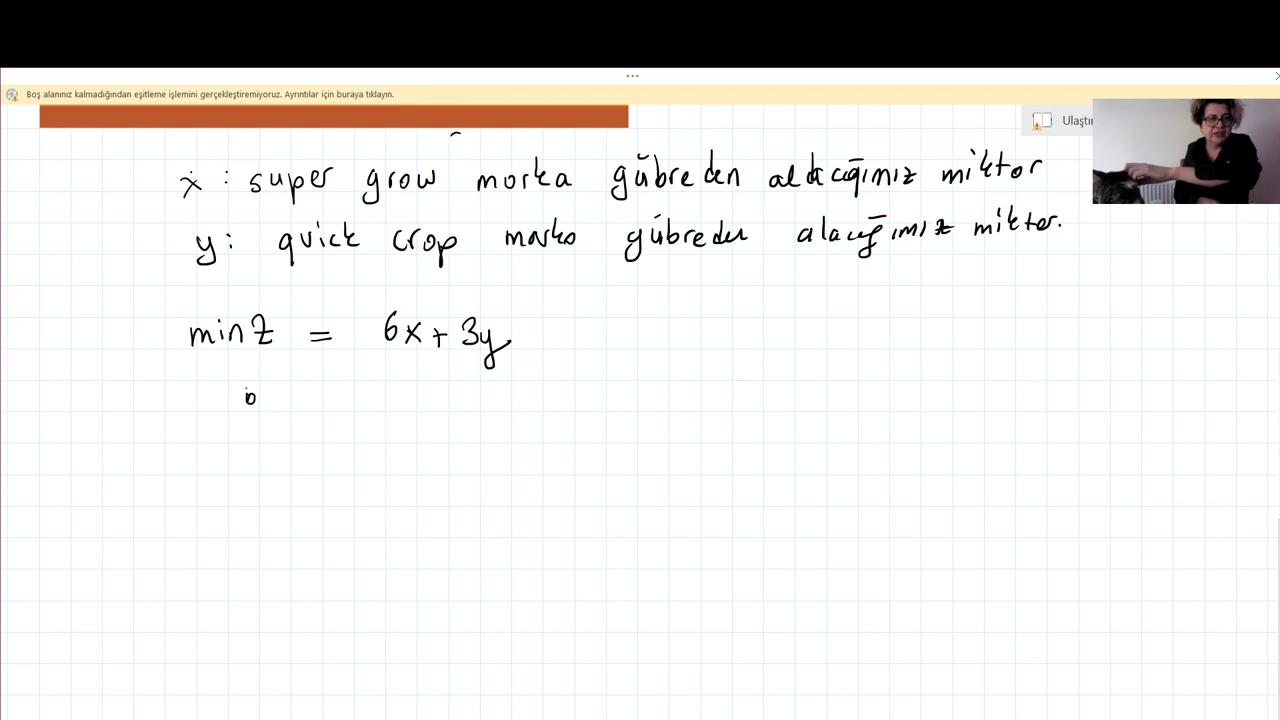 Boş alanınız kalmadığından eşitleme işlemini gerçekleştiremiyoruz. Ayrıntılar için buraya tıklayın.
Ulaştır
x : super grow marka gübreden alacağımız miktar
y : quick crop marka gübreden alacağımız miktar.
min Z = 6x + 3y